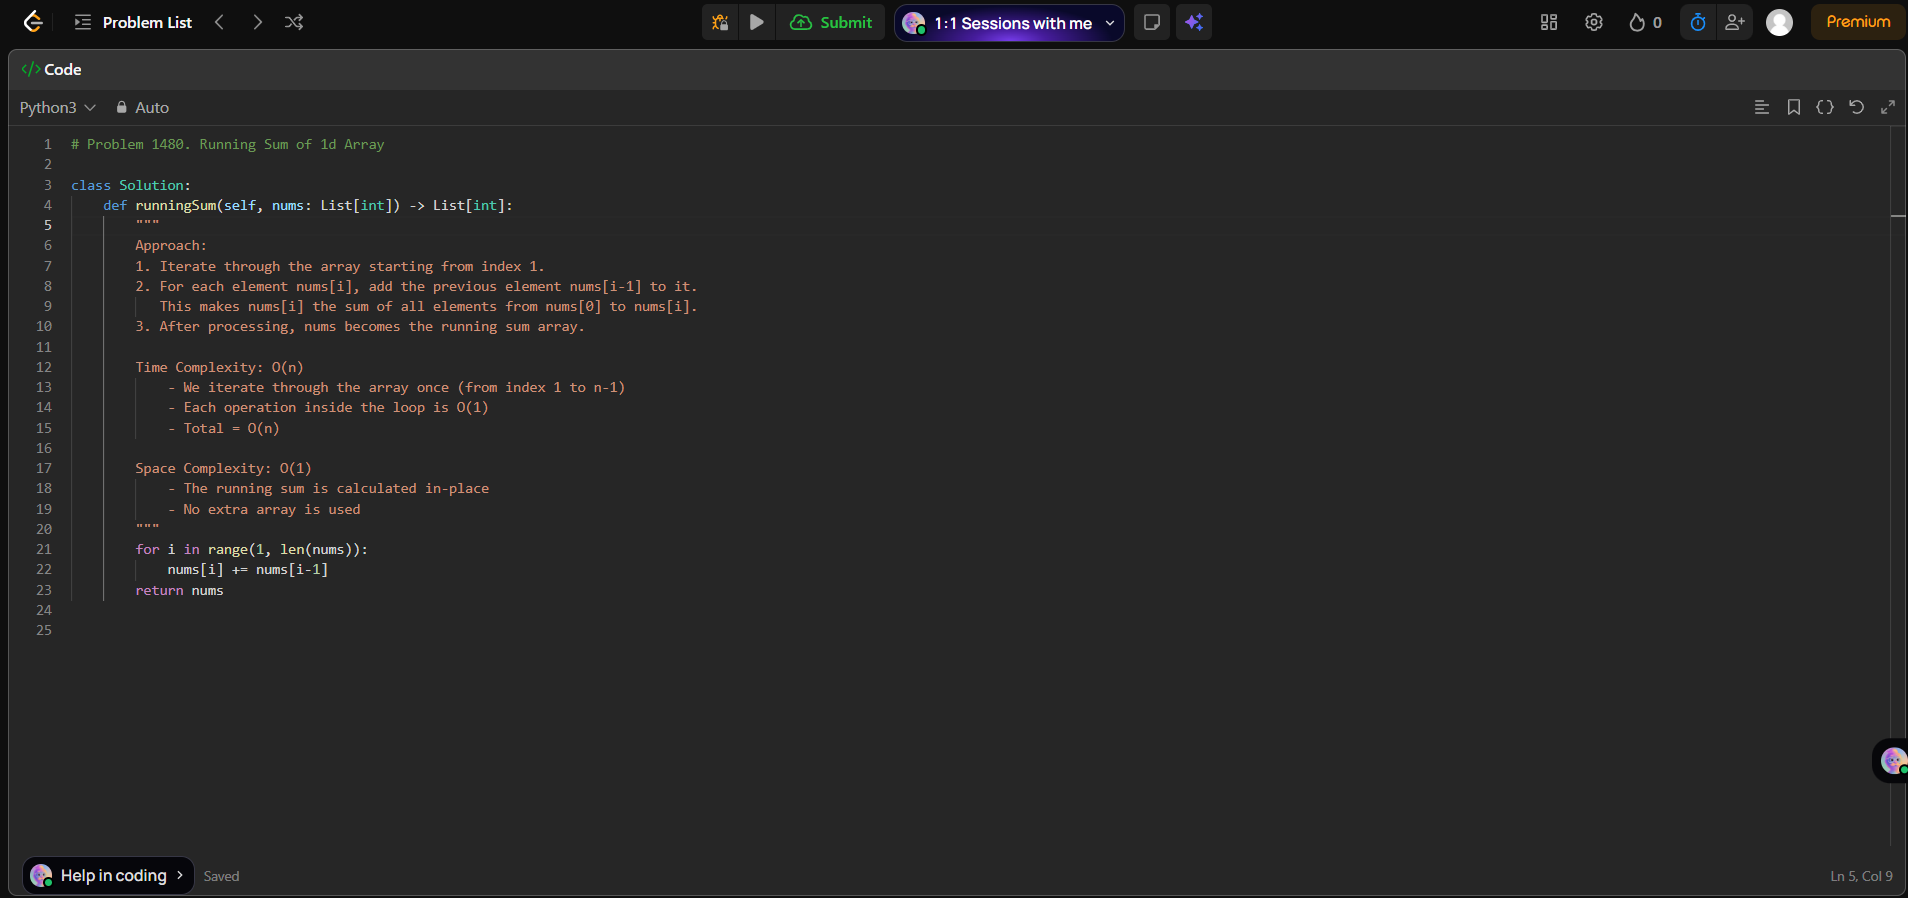 Problem List
Submit
1:1 Sessions with me
0
Premium
</> Code
Python3
Auto
1 # Problem 1480. Running Sum of 1d Array
2
3 class Solution:
4 def runningSum(self, nums: List[int]) -> List[int]:
5 """
6 Approach:
7 1. Iterate through the array starting from index 1.
8 2. For each element nums[i], add the previous element nums[i-1] to it.
9 This makes nums[i] the sum of all elements from nums[0] to nums[i].
10 3. After processing, nums becomes the running sum array.
11
12 Time Complexity: O(n)
13 - We iterate through the array once (from index 1 to n-1)
14 - Each operation inside the loop is O(1)
15 - Total = O(n)
16
17 Space Complexity: O(1)
18 - The running sum is calculated in-place
19 - No extra array is used
20 """
21 for i in range(1, len(nums)):
22 nums[i] += nums[i-1]
23 return nums
24
25
Help in coding
Saved
Ln 5, Col 9